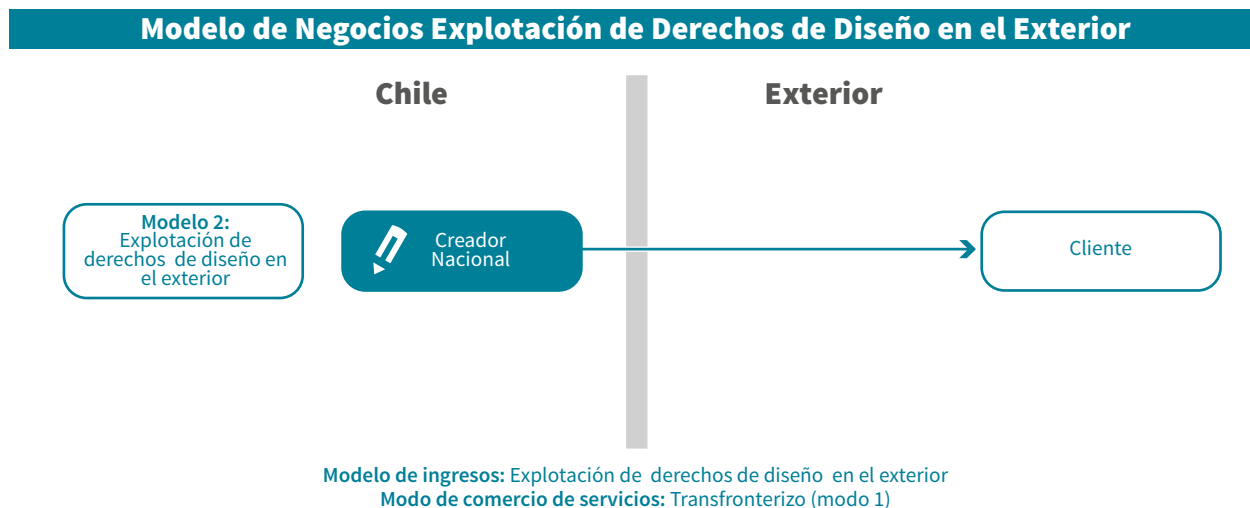 Modelo de Negocios Explotación de Derechos de Diseño en el Exterior
Chile
Exterior
Modelo 2:
Explotación de
derechos de diseño en
el exterior
Creador
Nacional
Cliente
Modelo de ingresos: Explotación de derechos de diseño en el exterior
Modo de comercio de servicios: Transfronterizo (modo 1)